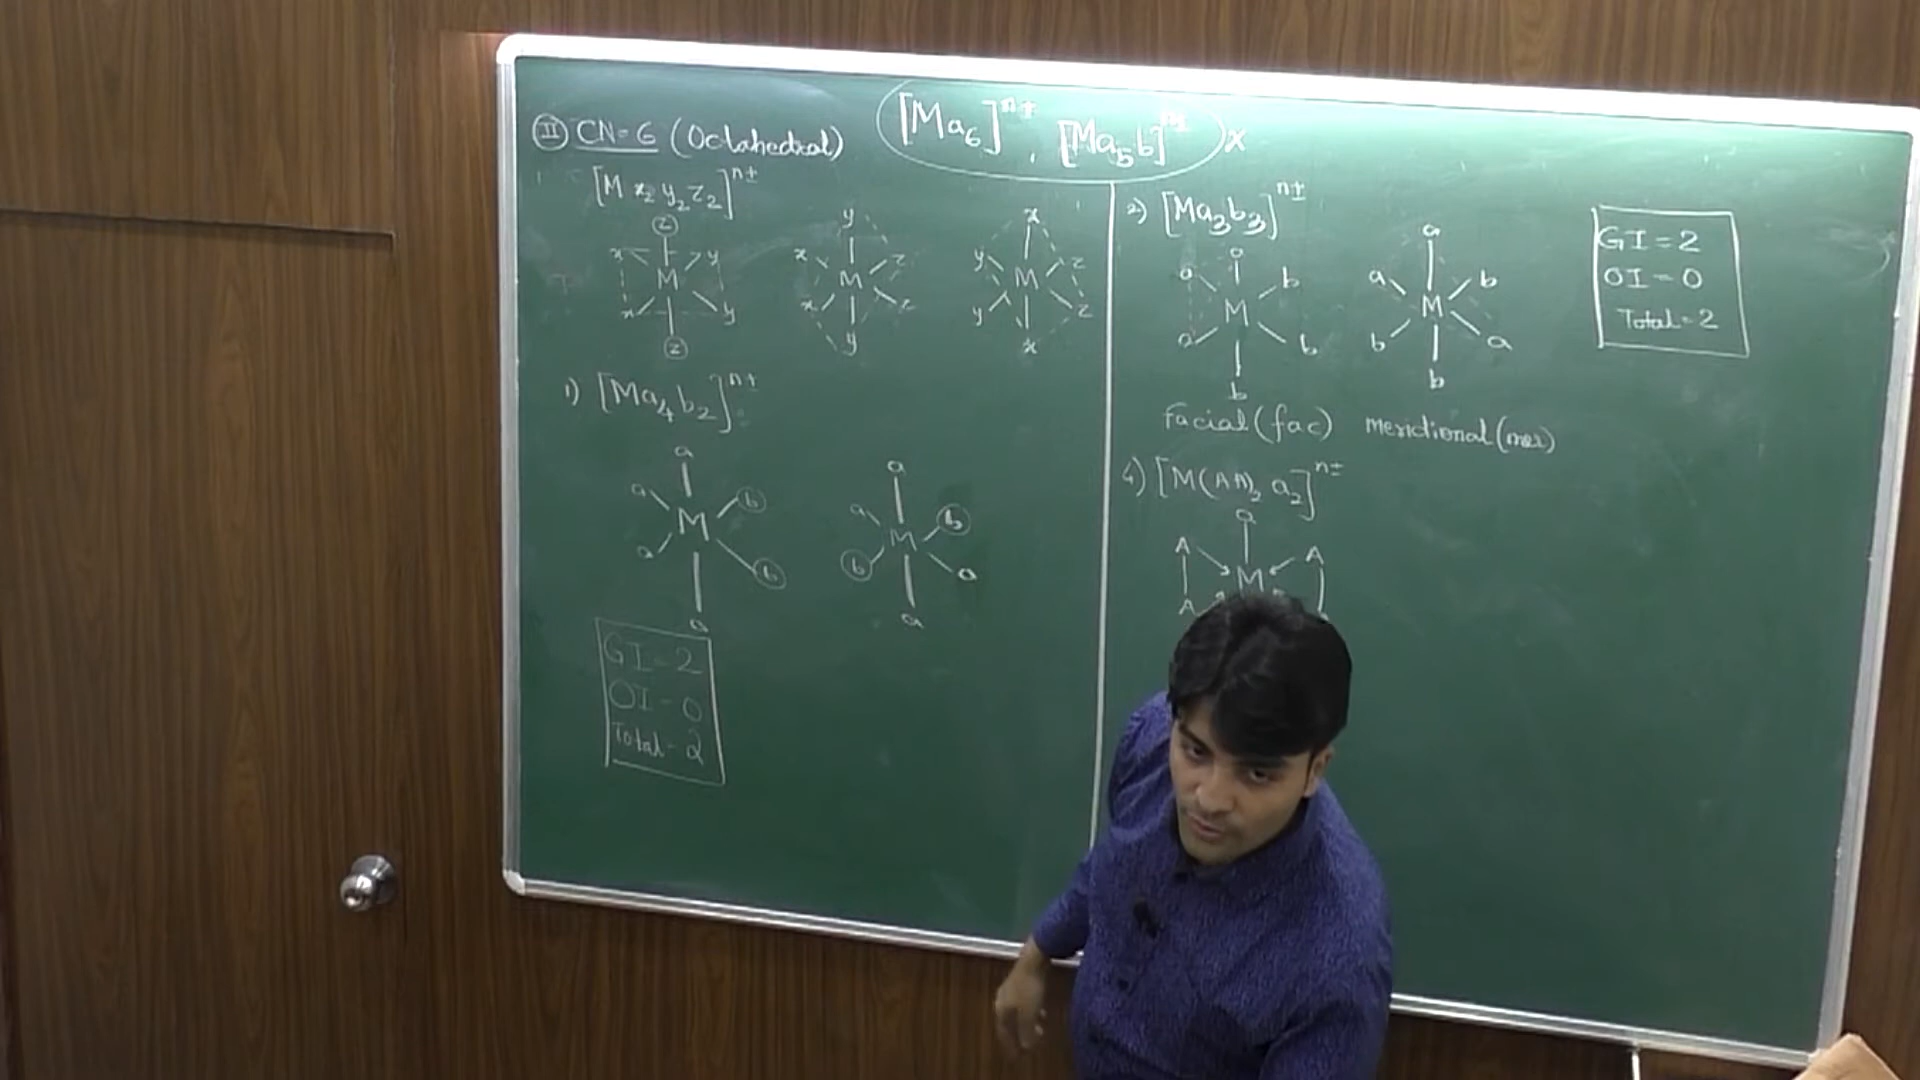 II CN=6 (Octahedral)
[Ma₆]ⁿ± , [Ma₅b]ⁿ± x
[M x₂ y₂ z₂]ⁿ±
z
x y
M
x y
z
y
x z
M
x z
y
x
y z
M
y z
x
1) [Ma₄b₂]ⁿ±
a
a b
M
a b
a
a
a b
M
b a
a
GI=2
OI-0
Total-2
2) [Ma₃b₃]ⁿ±
a
a b
M
a b
b
Facial (fac)
a
a b
M
b a
b
Meridional (mer)
GI=2
OI-0
Total=2
4) [M(AA)₂ a₂]ⁿ±
a
A A
M
A